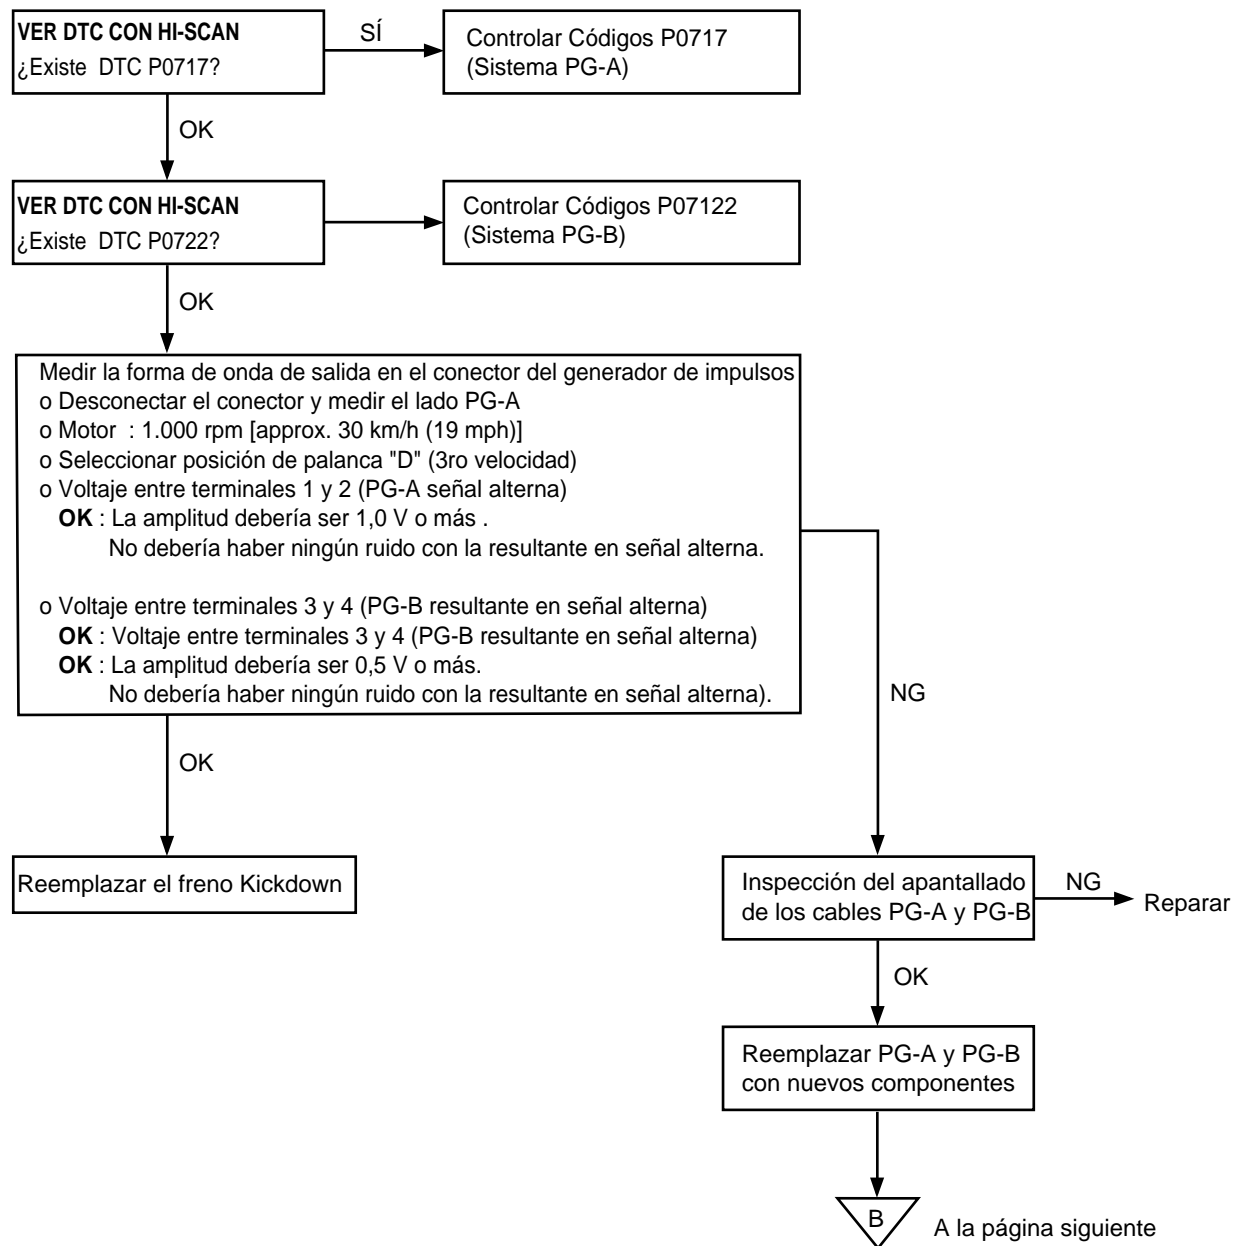 VER DTC CON HI-SCAN
¿Existe DTC P0717?
SÍ
Controlar Códigos P0717
(Sistema PG-A)
OK
VER DTC CON HI-SCAN
¿Existe DTC P0722?
Controlar Códigos P07122
(Sistema PG-B)
OK
Medir la forma de onda de salida en el conector del generador de impulsos
o Desconectar el conector y medir el lado PG-A
o Motor : 1.000 rpm [approx. 30 km/h (19 mph)]
o Seleccionar posición de palanca "D" (3ro velocidad)
o Voltaje entre terminales 1 y 2 (PG-A señal alterna)
OK : La amplitud debería ser 1,0 V o más .
No debería haber ningún ruido con la resultante en señal alterna.
o Voltaje entre terminales 3 y 4 (PG-B resultante en señal alterna)
OK : Voltaje entre terminales 3 y 4 (PG-B resultante en señal alterna)
OK : La amplitud debería ser 0,5 V o más.
No debería haber ningún ruido con la resultante en señal alterna).
NG
OK
Reemplazar el freno Kickdown
Inspección del apantallado
de los cables PG-A y PG-B
NG
Reparar
OK
Reemplazar PG-A y PG-B
con nuevos componentes
B
A la página siguiente